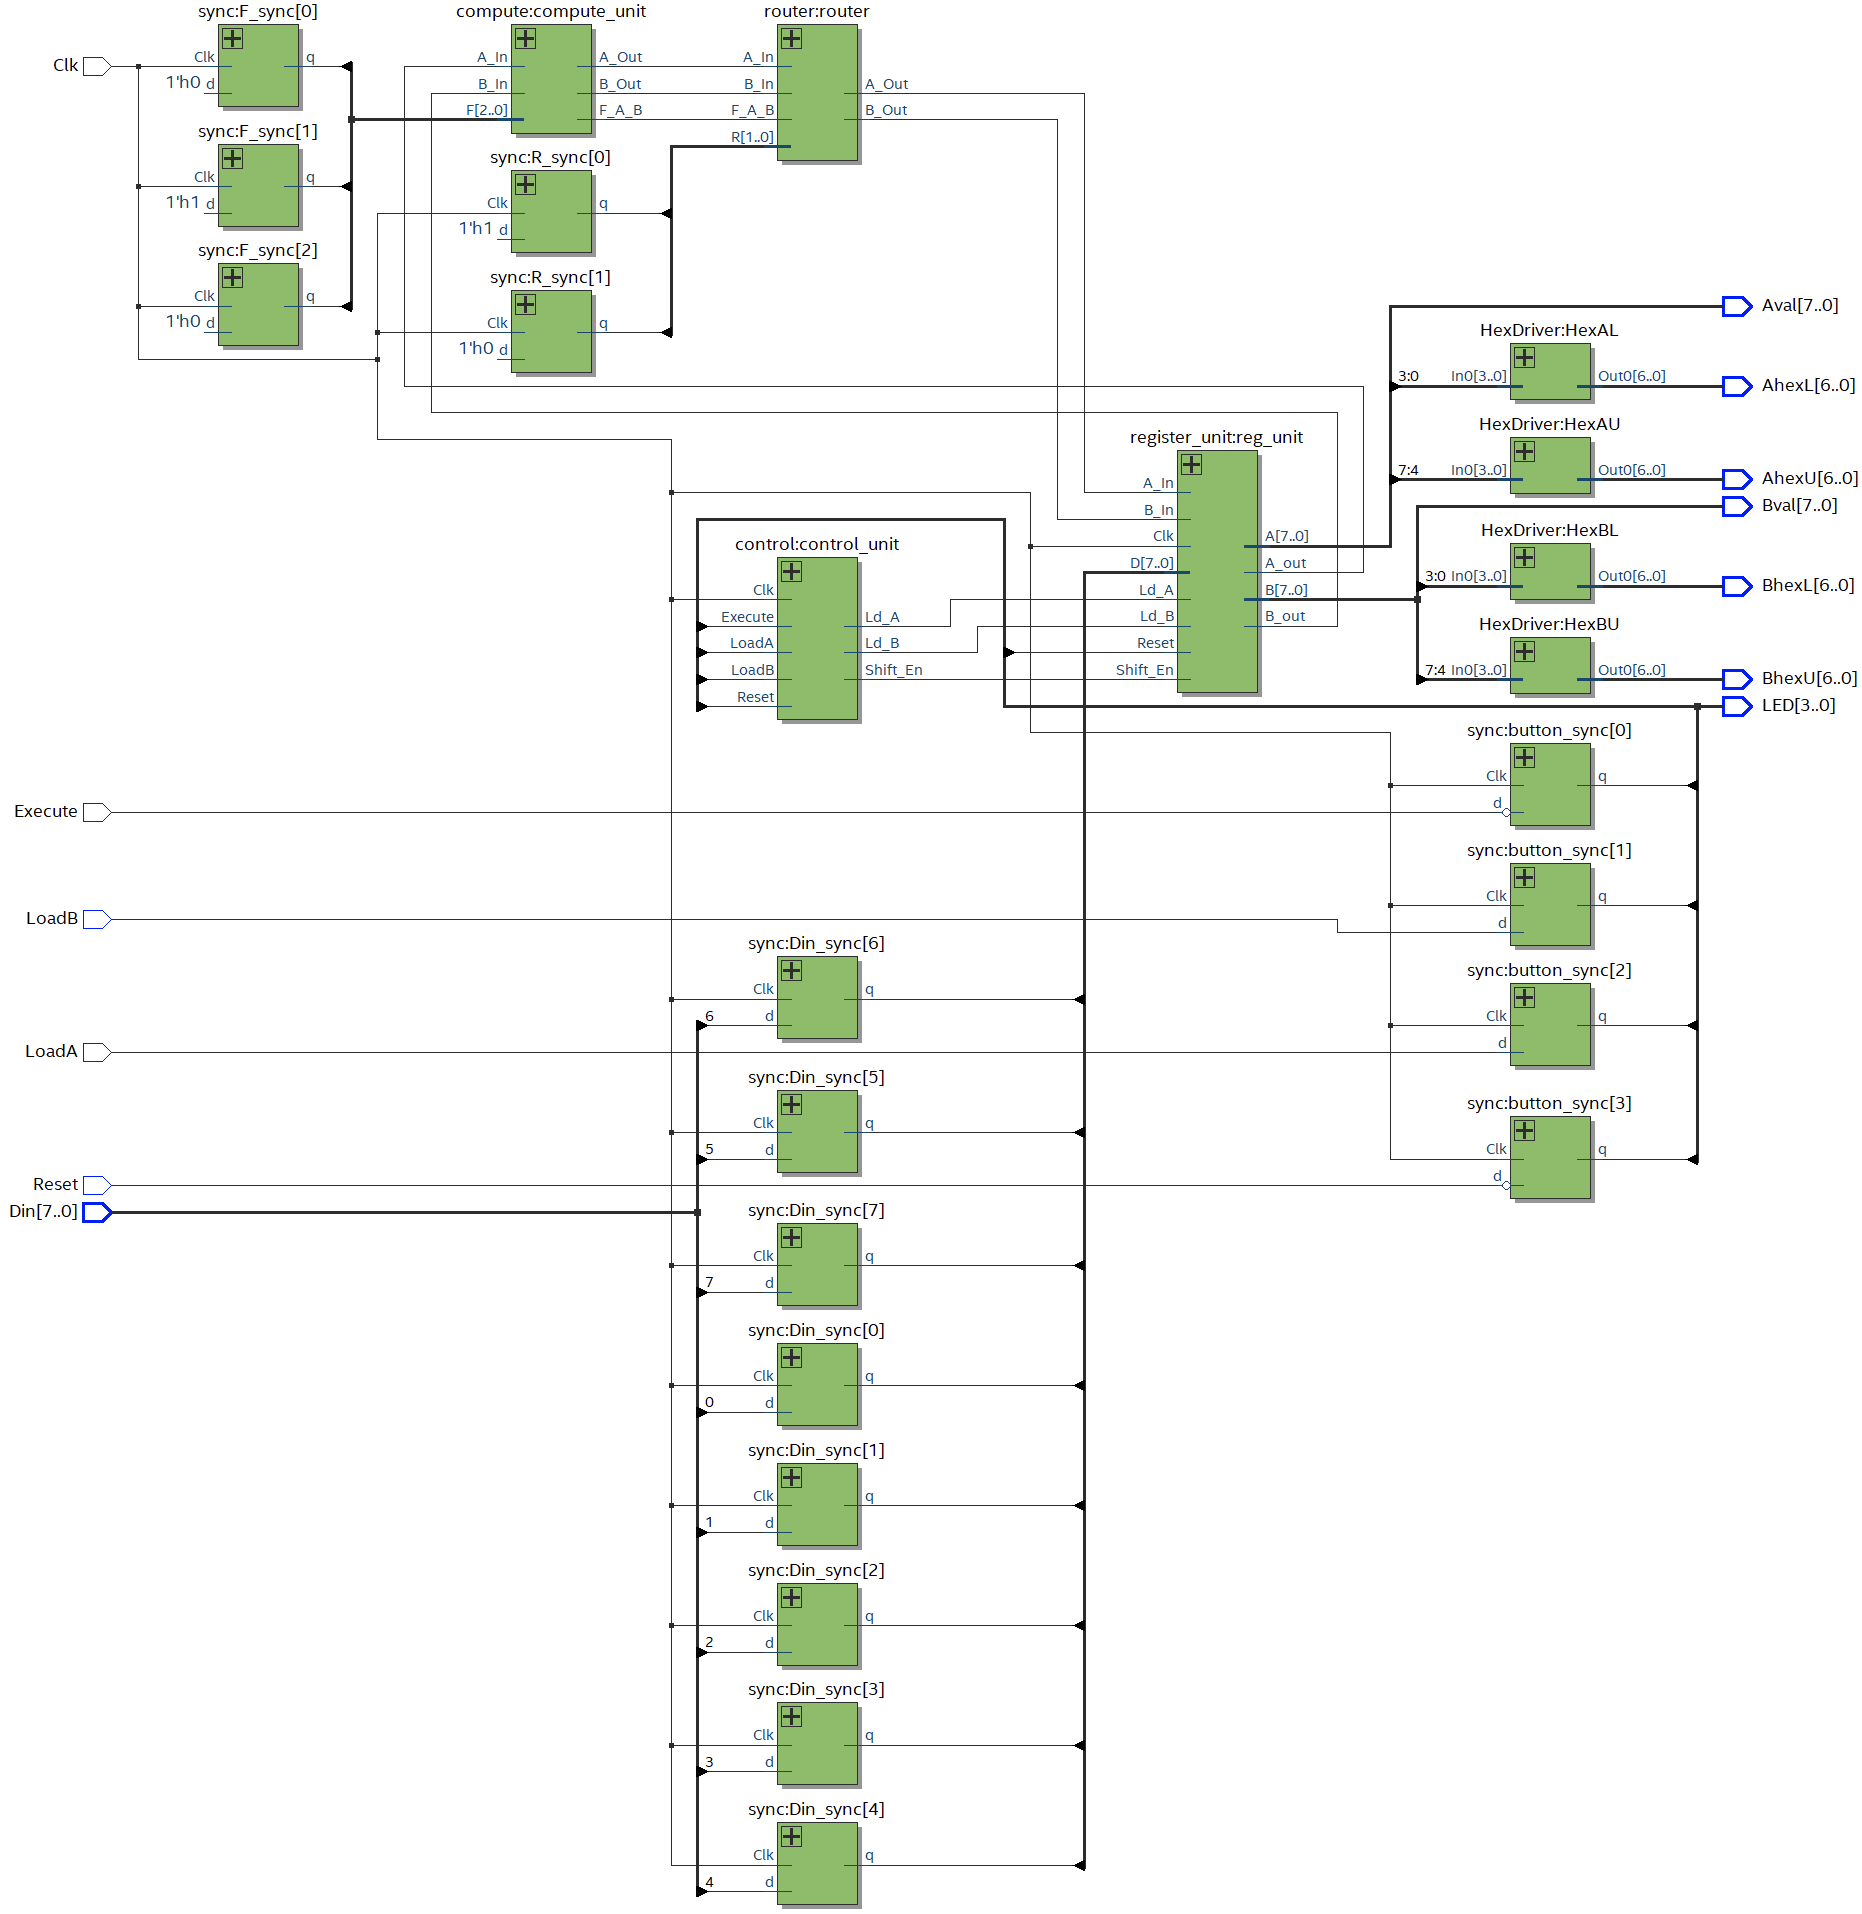 sync:F_sync[0]
compute:compute_unit
router:router
Clk
Clk
q
1'h0 d
A_In
A_Out
A_In
B_In
B_Out
B_In
A_Out
F[2..0]
F_A_B
F_A_B
B_Out
R[1..0]
sync:F_sync[1]
Clk
q
1'h1 d
sync:R_sync[0]
Clk
q
1'h1 d
sync:F_sync[2]
Clk
q
1'h0 d
sync:R_sync[1]
Clk
q
1'h0 d
Aval[7..0]
HexDriver:HexAL
3:0
In0[3..0]
Out0[6..0]
AhexL[6..0]
HexDriver:HexAU
7:4
In0[3..0]
Out0[6..0]
AhexU[6..0]
Bval[7..0]
register_unit:reg_unit
A_In
B_In
Clk
A[7..0]
D[7..0]
A_out
Ld_A
B[7..0]
Ld_B
B_out
Reset
Shift_En
HexDriver:HexBL
3:0
In0[3..0]
Out0[6..0]
BhexL[6..0]
HexDriver:HexBU
7:4
In0[3..0]
Out0[6..0]
BhexU[6..0]
LED[3..0]
control:control_unit
Clk
Execute
Ld_A
LoadA
Ld_B
LoadB
Shift_En
Reset
sync:button_sync[0]
Clk
q
d
Execute
sync:button_sync[1]
Clk
q
d
LoadB
sync:button_sync[2]
Clk
q
d
LoadA
sync:button_sync[3]
Clk
q
d
Reset
Din[7..0]
sync:Din_sync[6]
Clk
q
6
d
sync:Din_sync[5]
Clk
q
5
d
sync:Din_sync[7]
Clk
q
7
d
sync:Din_sync[0]
Clk
q
0
d
sync:Din_sync[1]
Clk
q
1
d
sync:Din_sync[2]
Clk
q
2
d
sync:Din_sync[3]
Clk
q
3
d
sync:Din_sync[4]
Clk
q
4
d